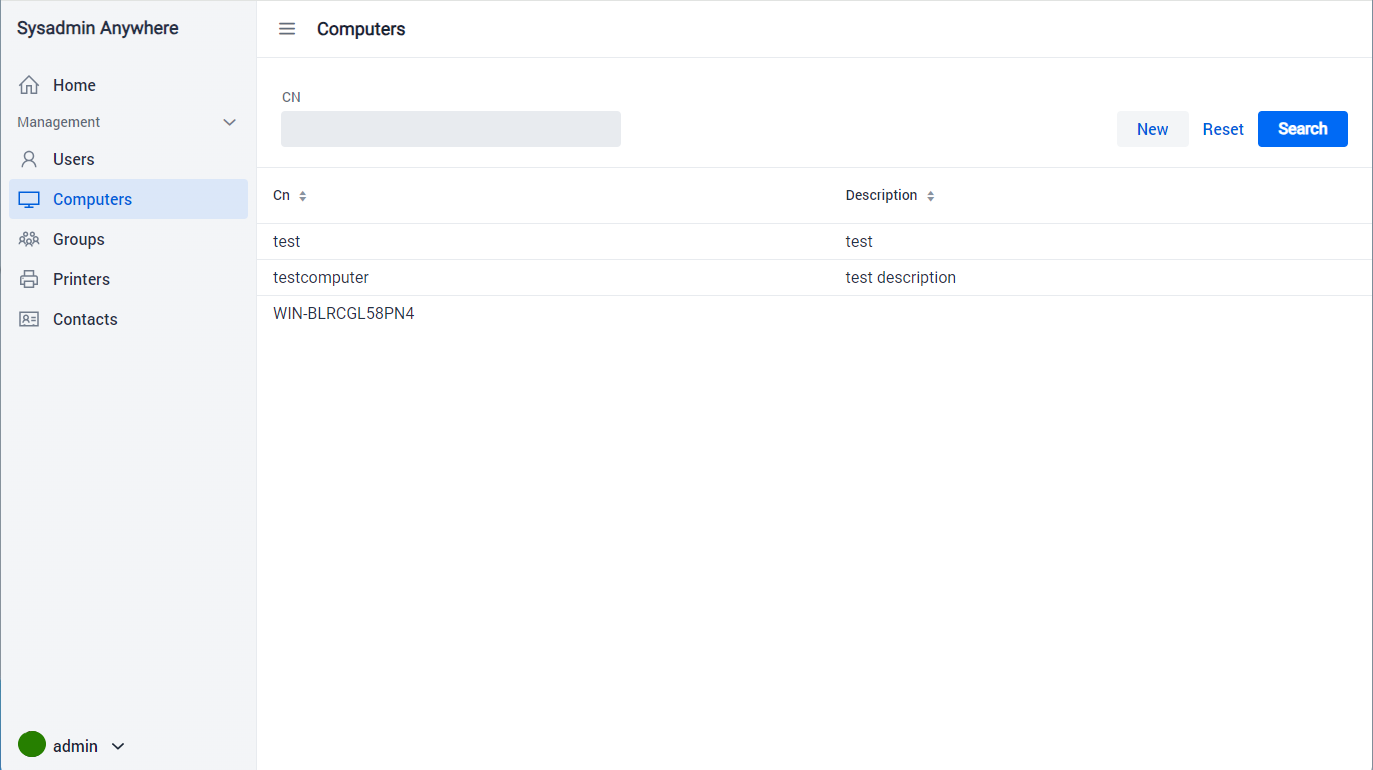 Sysadmin Anywhere
Computers
Home
Management
Users
Computers
Groups
Printers
Contacts
CN
New Reset Search
Cn Description
test test
testcomputer test description
WIN-BLRCGL58PN4
admin